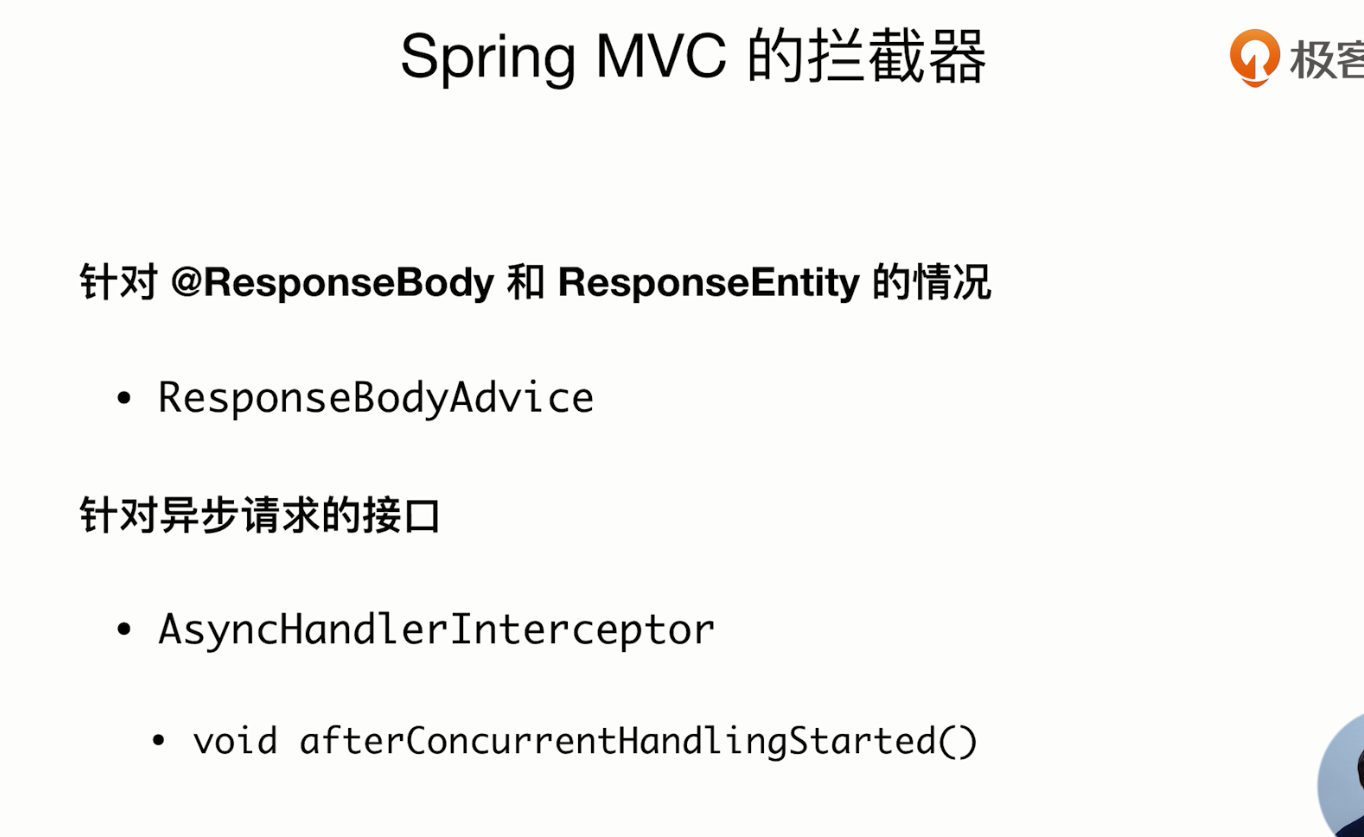 Spring MVC 的拦截器
极客
针对 @ResponseBody 和 ResponseEntity 的情况
• ResponseBodyAdvice
针对异步请求的接口
• AsyncHandlerInterceptor
• void afterConcurrentHandlingStarted()